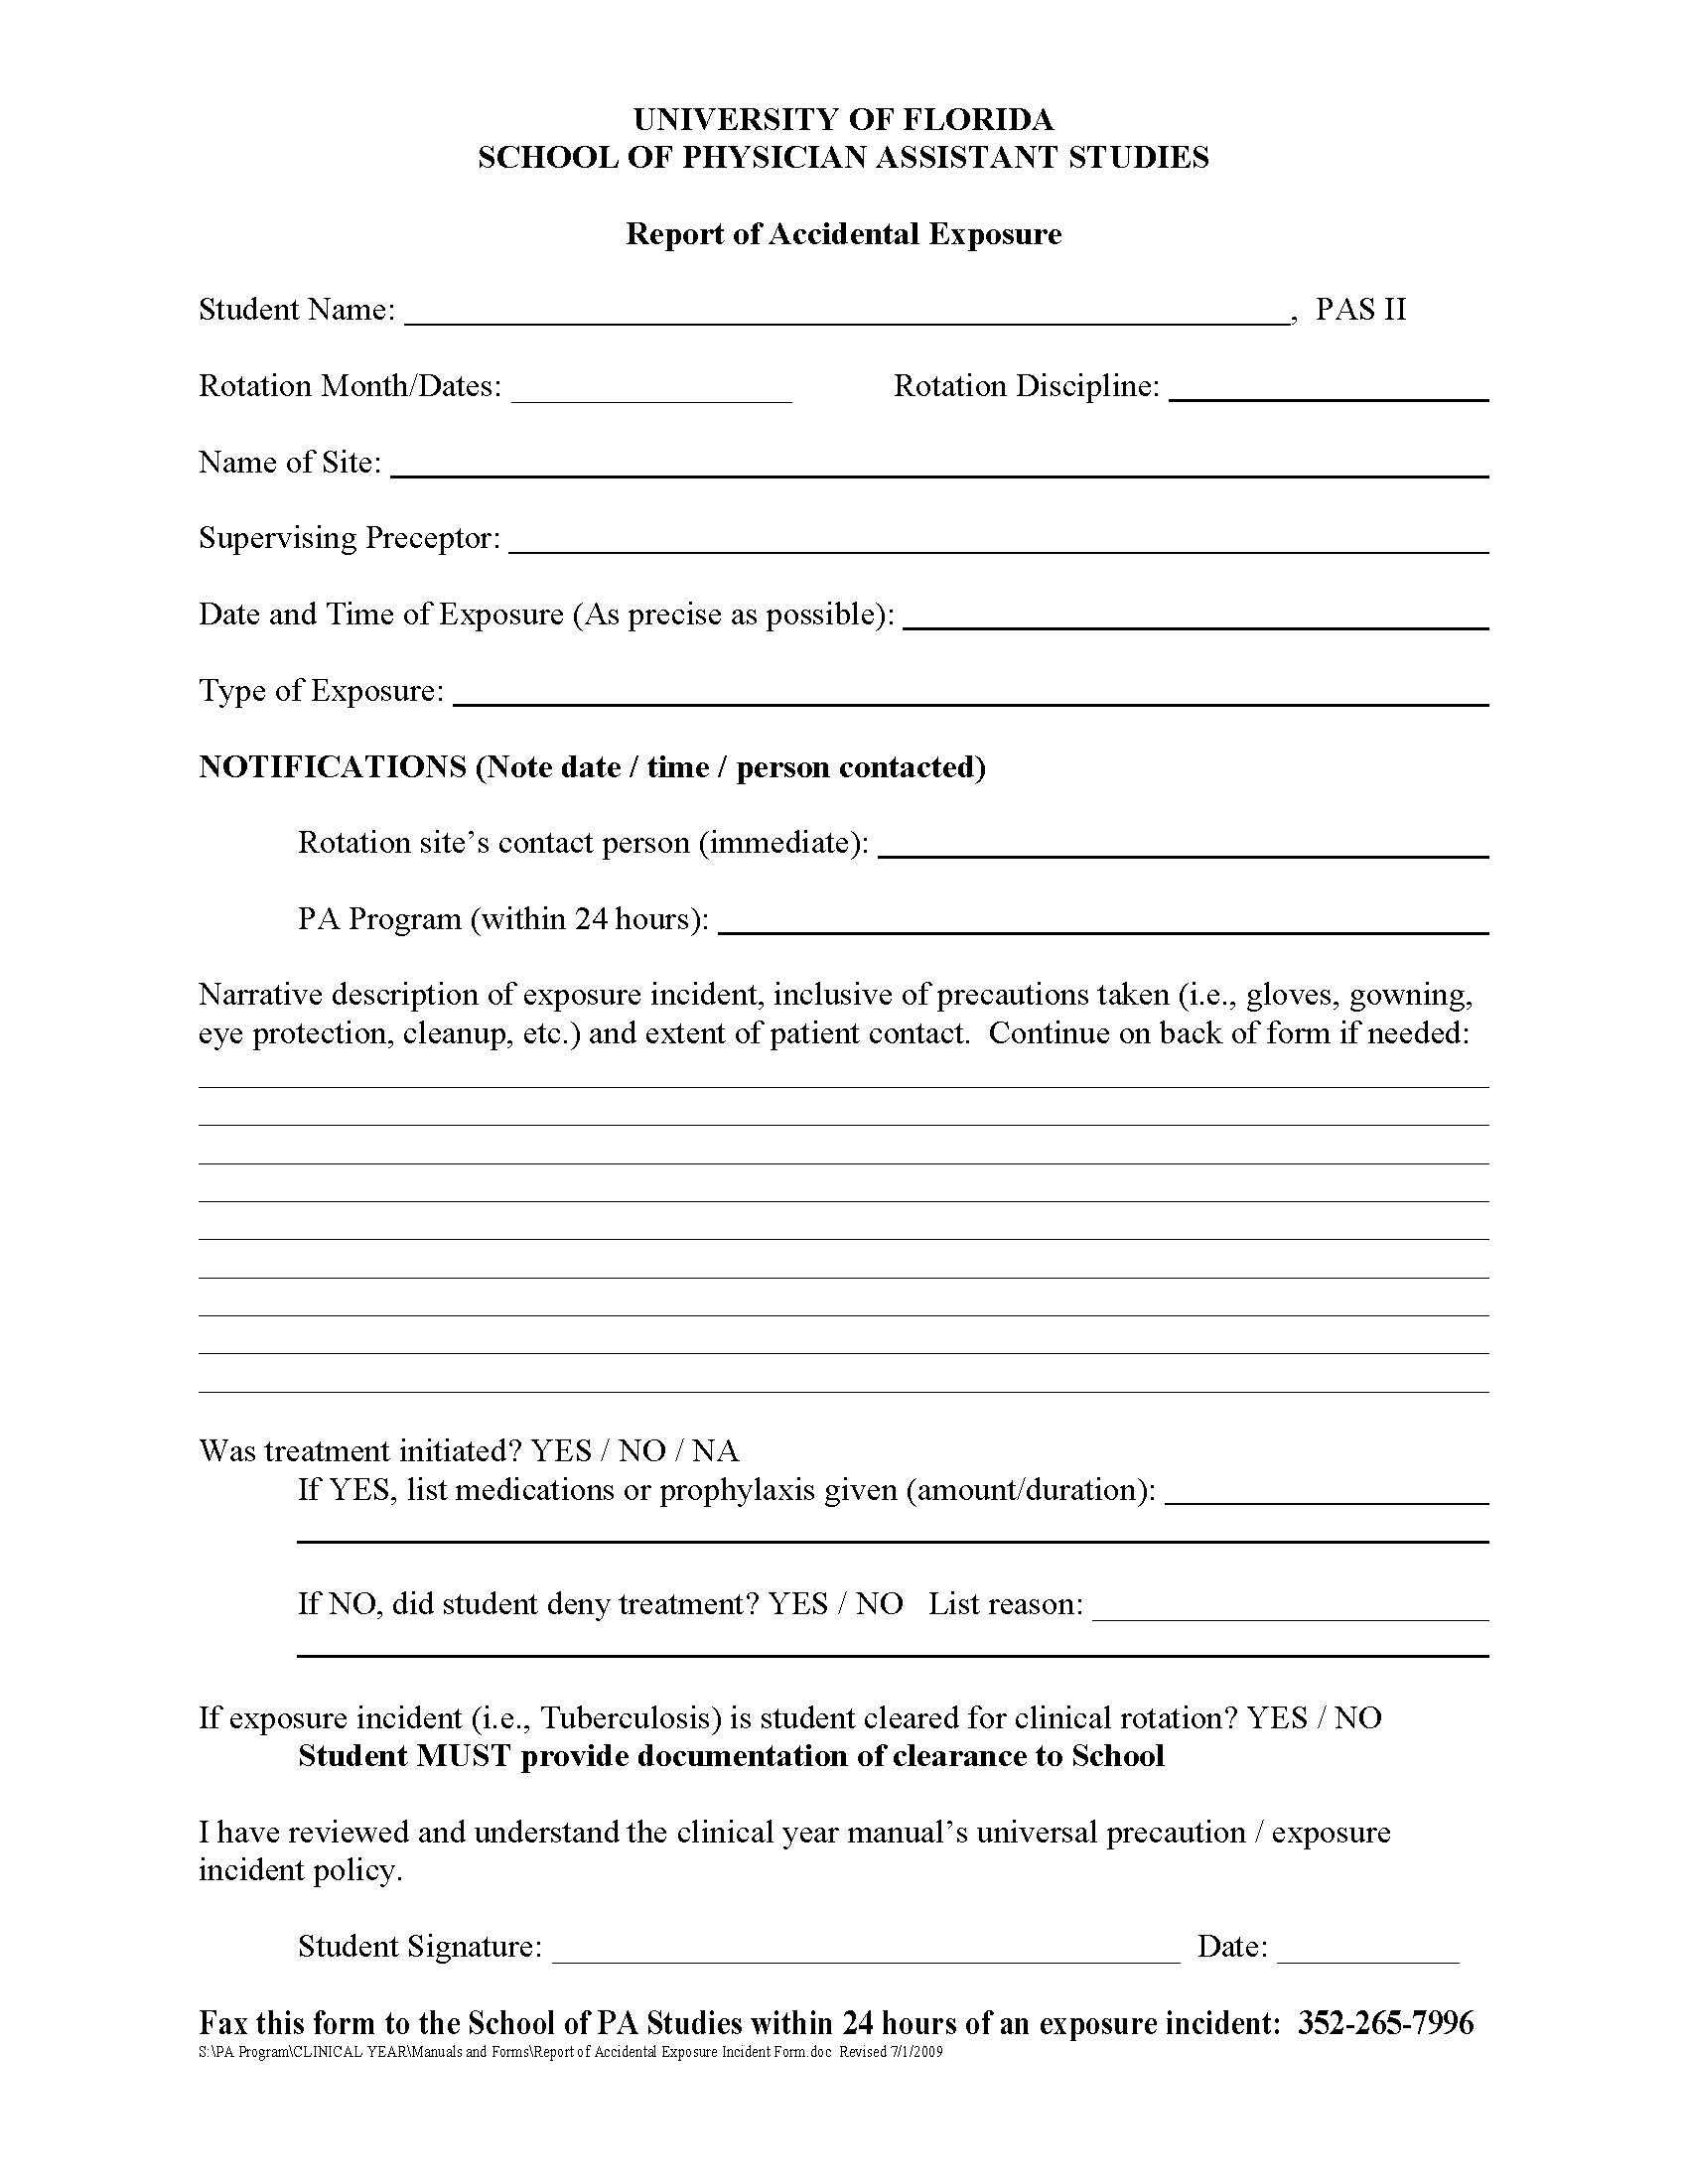 UNIVERSITY OF FLORIDA
SCHOOL OF PHYSICIAN ASSISTANT STUDIES
Report of Accidental Exposure
Student Name: , PAS II
Rotation Month/Dates: Rotation Discipline:
Name of Site:
Supervising Preceptor:
Date and Time of Exposure (As precise as possible):
Type of Exposure:
NOTIFICATIONS (Note date / time / person contacted)
Rotation site’s contact person (immediate):
PA Program (within 24 hours):
Narrative description of exposure incident, inclusive of precautions taken (i.e., gloves, gowning,
eye protection, cleanup, etc.) and extent of patient contact. Continue on back of form if needed:
Was treatment initiated? YES / NO / NA
If YES, list medications or prophylaxis given (amount/duration):
If NO, did student deny treatment? YES / NO List reason:
If exposure incident (i.e., Tuberculosis) is student cleared for clinical rotation? YES / NO
Student MUST provide documentation of clearance to School
I have reviewed and understand the clinical year manual’s universal precaution / exposure
incident policy.
Student Signature: Date:
Fax this form to the School of PA Studies within 24 hours of an exposure incident: 352-265-7996
S:\PA Program\CLINICAL YEAR\Manuals and Forms\Report of Accidental Exposure Incident Form.doc Revised 7/1/2009